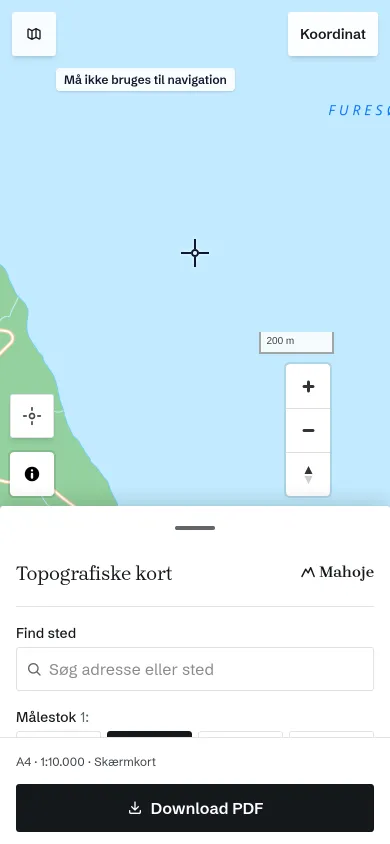 Koordinat
Må ikke bruges til navigation
FURES
200 m
Topografiske kort
Mahoje
Find sted
Søg adresse eller sted
Målestok 1:
A4 · 1:10.000 · Skærmkort
Download PDF